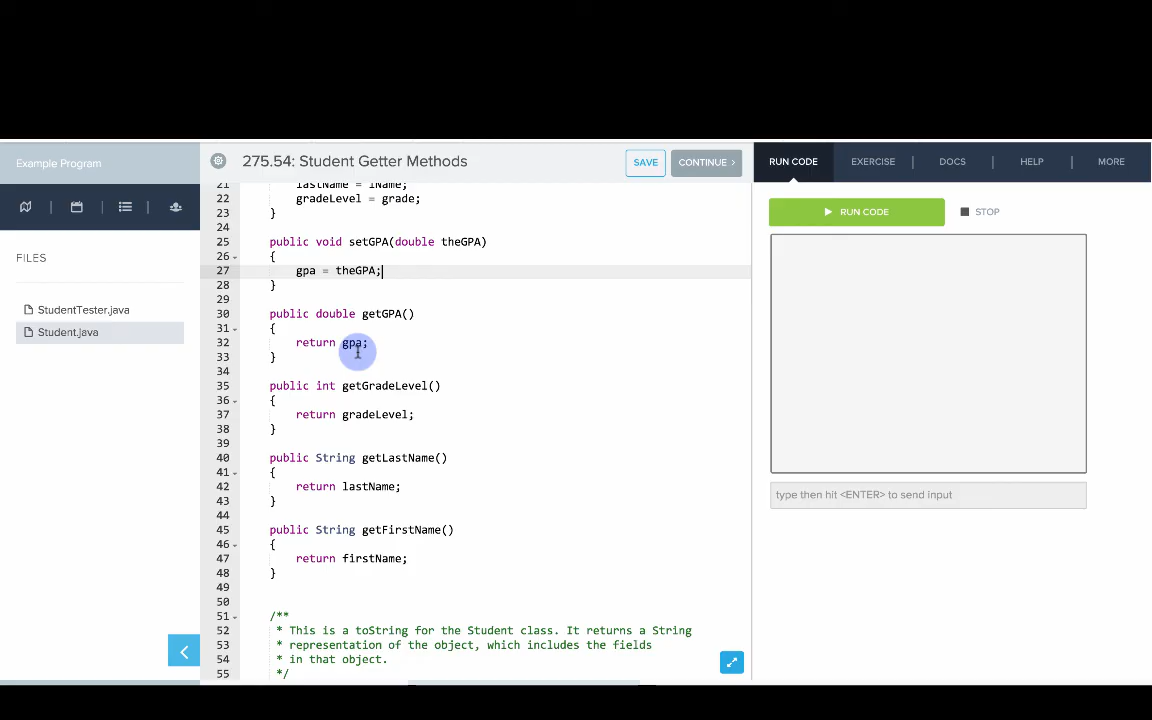 Example Program
275.54: Student Getter Methods
SAVE
CONTINUE >
RUN CODE
EXERCISE
DOCS
HELP
MORE
FILES
StudentTester.java
Student.java
RUN CODE
STOP
type then hit <ENTER> to send input
21 lastName = lName;
22 gradeLevel = grade;
23 }
24
25 public void setGPA(double theGPA)
26 {
27 gpa = theGPA;
28 }
29
30 public double getGPA()
31 {
32 return gpa;
33 }
34
35 public int getGradeLevel()
36 {
37 return gradeLevel;
38 }
39
40 public String getLastName()
41 {
42 return lastName;
43 }
44
45 public String getFirstName()
46 {
47 return firstName;
48 }
49
50
51 /**
52 * This is a toString for the Student class. It returns a String
53 * representation of the object, which includes the fields
54 * in that object.
55 */